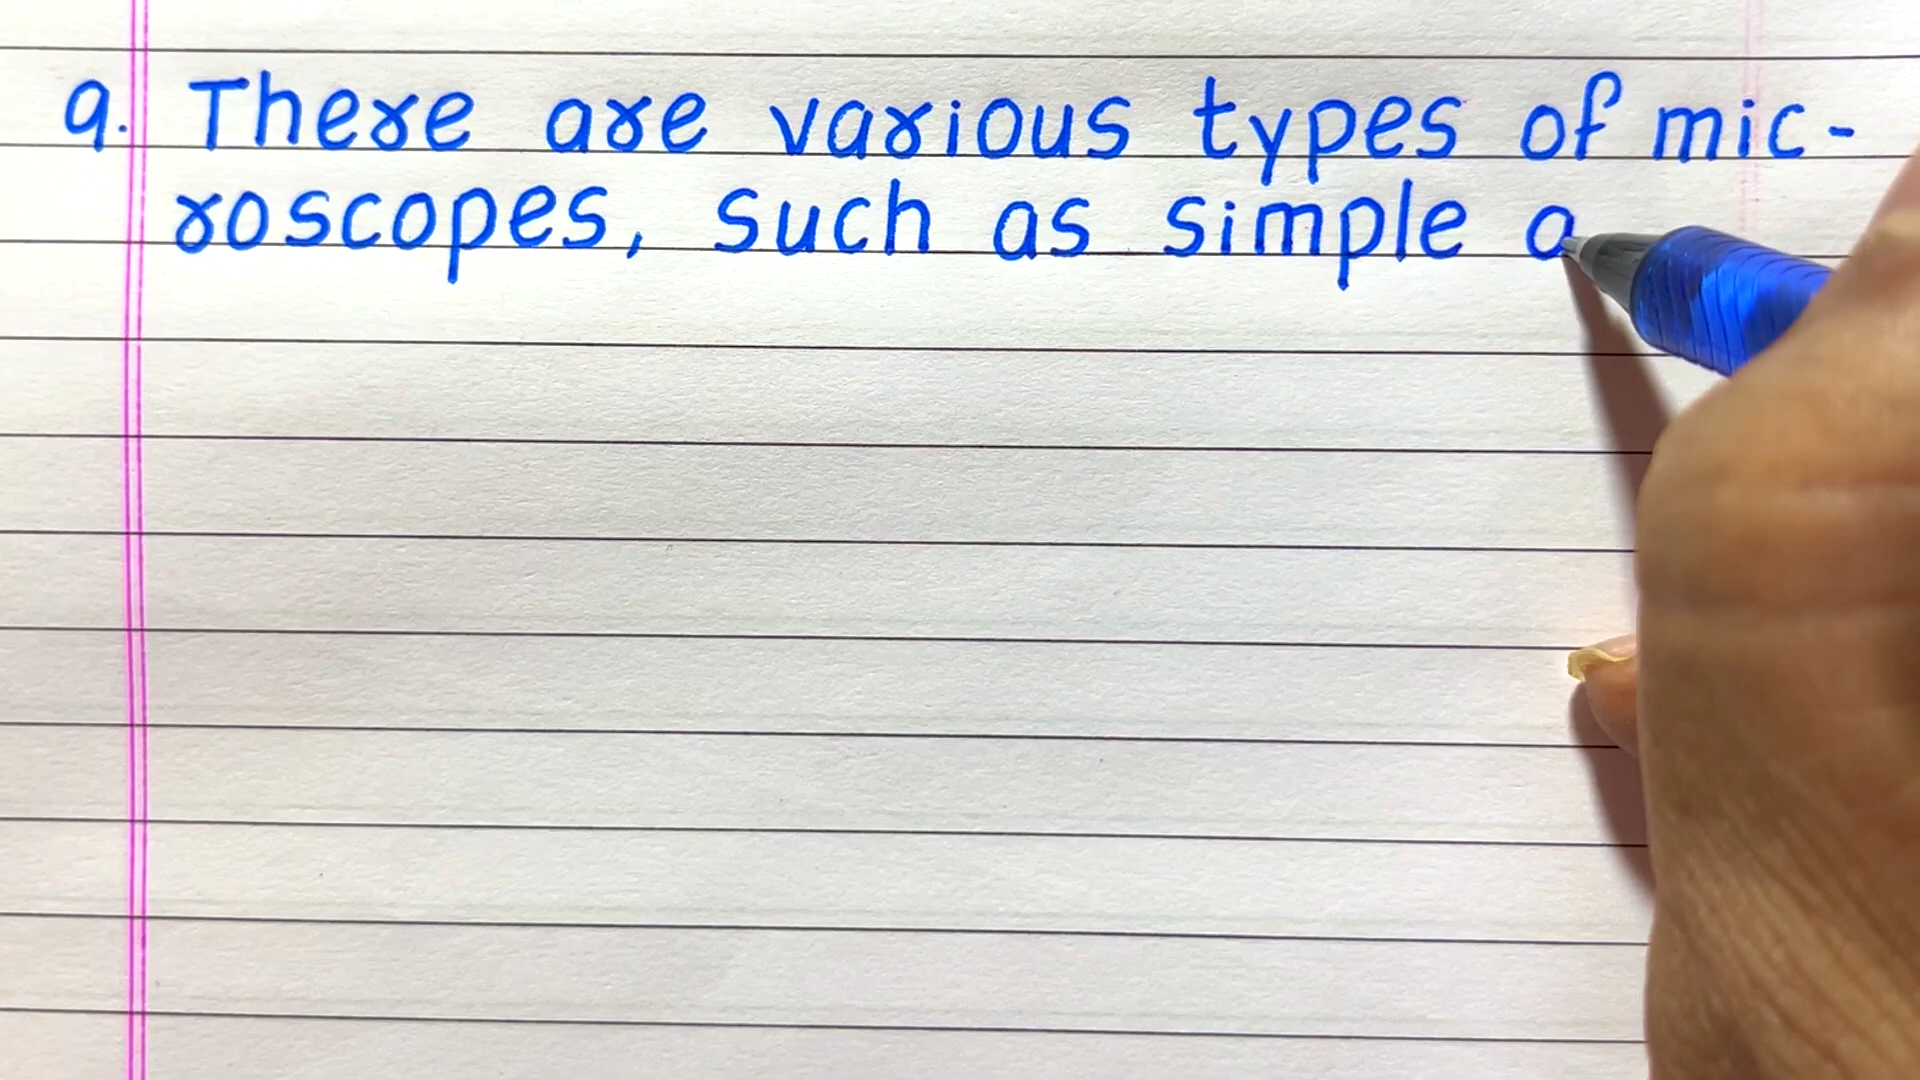 9. There are various types of mic-
roscopes, such as simple a